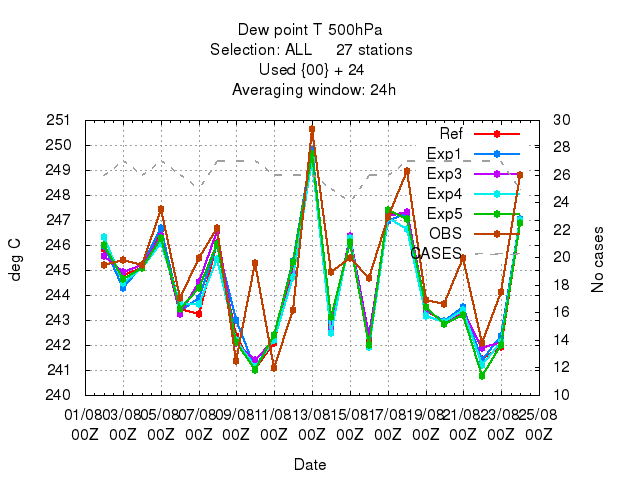 Dew point T 500hPa
Selection: ALL     27 stations
Used {00} + 24
Averaging window: 24h
251
250
249
248
247
246
245
244
243
242
241
240
deg C
30
28
26
24
22
20
18
16
14
12
10
No cases
Ref
Exp1
Exp3
Exp4
Exp5
OBS
CASES
01/08 03/08 05/08 07/08 09/08 11/08 13/08 15/08 17/08 19/08 21/08 23/08 25/08
00Z 00Z 00Z 00Z 00Z 00Z 00Z 00Z 00Z 00Z 00Z 00Z 00Z
Date